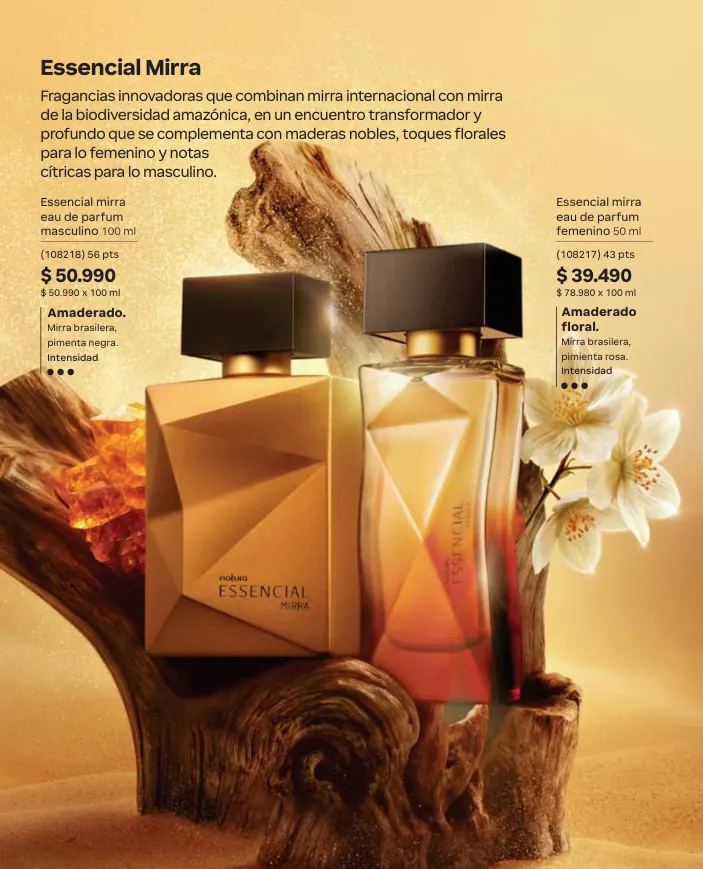 Essencial Mirra
Fragancias innovadoras que combinan mirra internacional con mirra
de la biodiversidad amazónica, en un encuentro transformador y
profundo que se complementa con maderas nobles, toques florales
para lo femenino y notas
cítricas para lo masculino.
Essencial mirra
eau de parfum
masculino 100 ml
(108218) 56 pts
$ 50.990
$ 50.990 x 100 ml
Amaderado.
Mirra brasilera,
pimenta negra.
Intensidad
Essencial mirra
eau de parfum
femenino 50 ml
(108217) 43 pts
$ 39.490
$ 78.980 x 100 ml
Amaderado
floral.
Mirra brasilera,
pimienta rosa.
Intensidad
natura
ESSENCIAL
MIRRA
ESSENCIAL